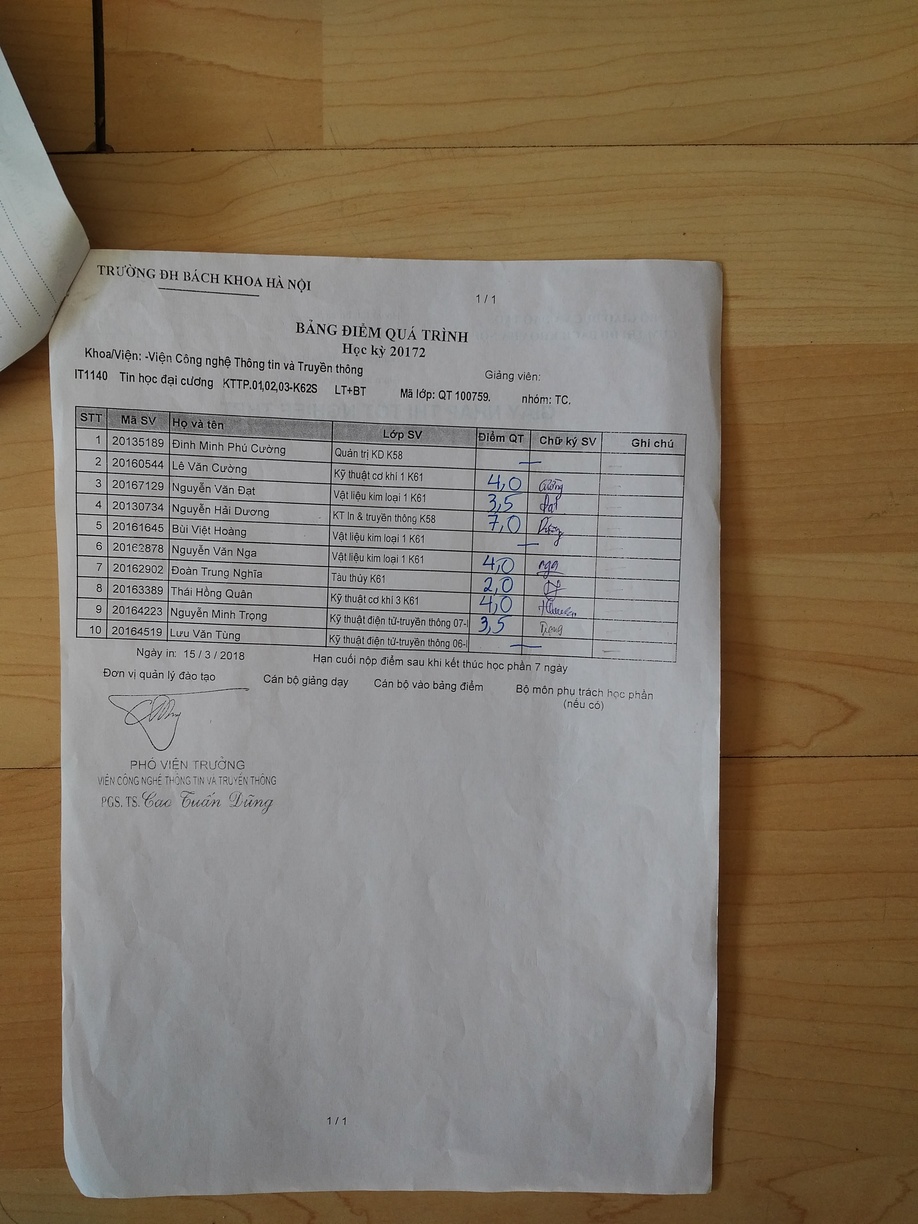 TRƯỜNG ĐH BÁCH KHOA HÀ NỘI
1 / 1
BẢNG ĐIỂM QUÁ TRÌNH
Học kỳ 20172
Khoa/Viện: -Viện Công nghệ Thông tin và Truyền thông Giảng viên:
IT1140 Tin học đại cương KTTP.01,02,03-K62S LT+BT Mã lớp: QT 100759. nhóm: TC.
STT Mã SV Họ và tên Lớp SV Điểm QT Chữ ký SV Ghi chú
1 20135189 Đinh Minh Phú Cường Quản trị KD K58 —
2 20160544 Lê Văn Cường Kỹ thuật cơ khí 1 K61 4,0 Cường
3 20167129 Nguyễn Văn Đạt Vật liệu kim loại 1 K61 3,5 Đạt
4 20130734 Nguyễn Hải Dương KT In & truyền thông K58 7,0
5 20161645 Bùi Việt Hoàng Vật liệu kim loại 1 K61 —
6 20162878 Nguyễn Văn Nga Vật liệu kim loại 1 K61 4,0 nga
7 20162902 Đoàn Trung Nghĩa Tàu thủy K61 2,0
8 20163389 Thái Hồng Quân Kỹ thuật cơ khí 3 K61 4,0
9 20164223 Nguyễn Minh Trọng Kỹ thuật điện tử-truyền thông 07- 3,5
10 20164519 Lưu Văn Tùng Kỹ thuật điện tử-truyền thông 06- —
Ngày in: 15 / 3 / 2018 Hạn cuối nộp điểm sau khi kết thúc học phần 7 ngày
Đơn vị quản lý đào tạo Cán bộ giảng dạy Cán bộ vào bảng điểm Bộ môn phụ trách học phần
(nếu có)
PHÓ VIỆN TRƯỞNG
VIỆN CÔNG NGHỆ THÔNG TIN VÀ TRUYỀN THÔNG
PGS. TS. Cao Tuấn Dũng
1 / 1